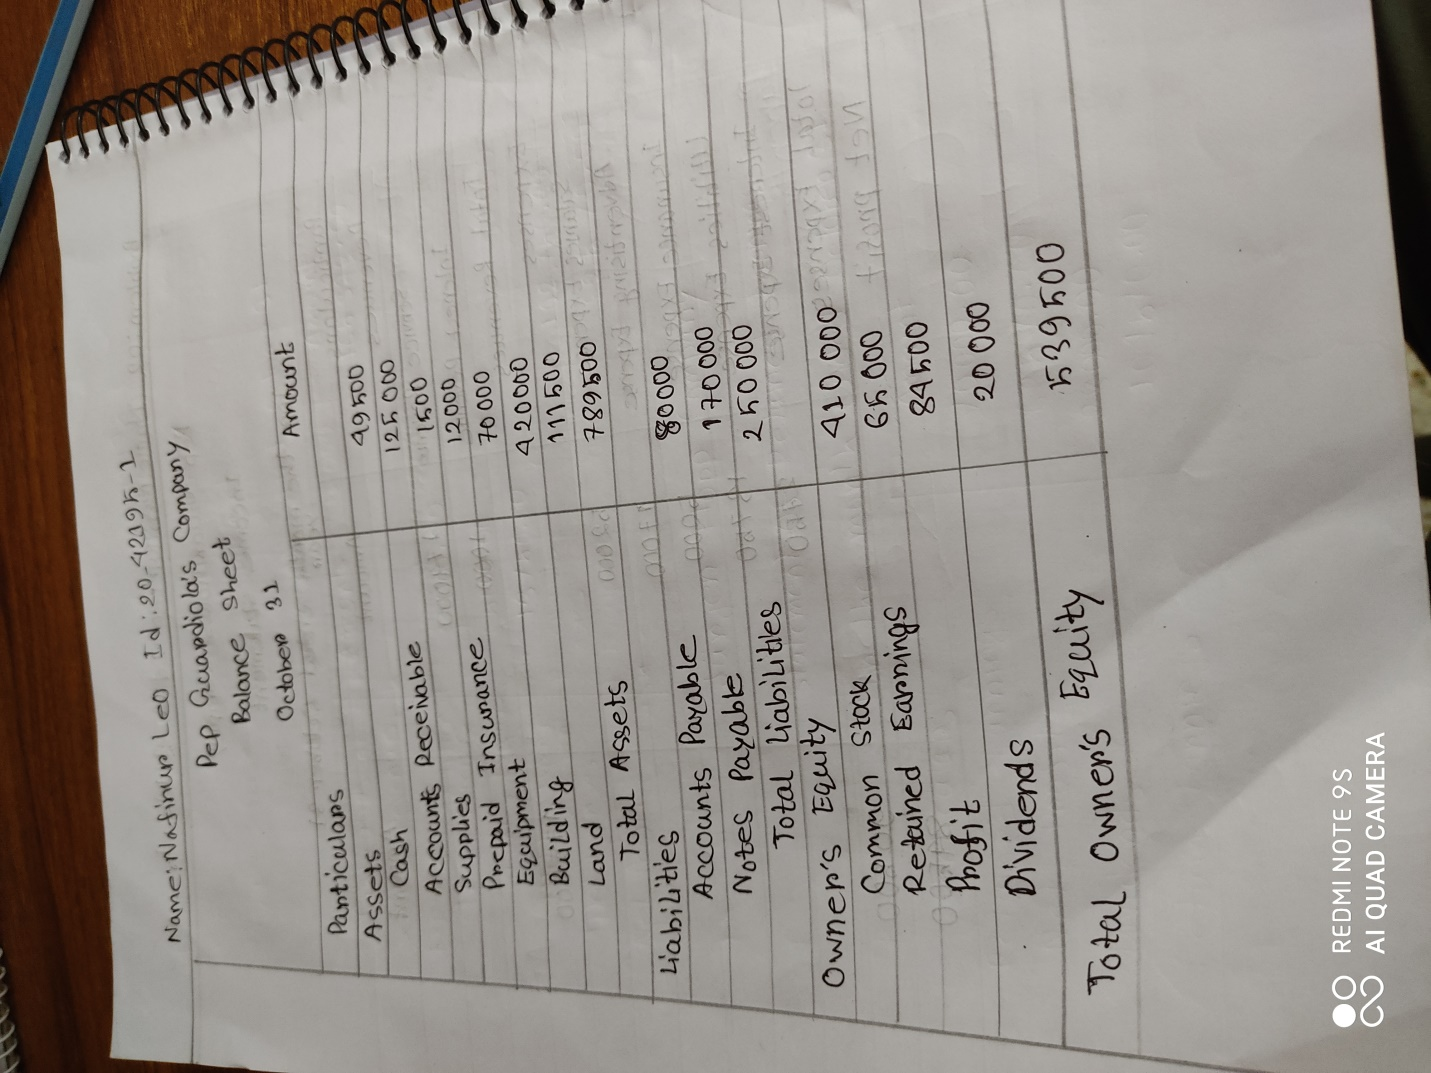 Name: Nafinur Leo Id: 20-42195-1
Pep Guardiola's Company
Balance Sheet
October 31
Particulars Amount
Assets
Cash 49500
Accounts Receivable 125000
Supplies 1500
Prepaid Insurance 12000
Equipment 70000
Building 420000
Land 111500
Total Assets 789500
Liabilities
Accounts Payable 80000
Notes Payable 170000
Total Liabilities 250000
Owner's Equity
Common Stock 410000
Retained Earnings 65000
Profit 84500
Dividends 20000
Total Owner's Equity 539500
REDMI NOTE 9S
AI QUAD CAMERA